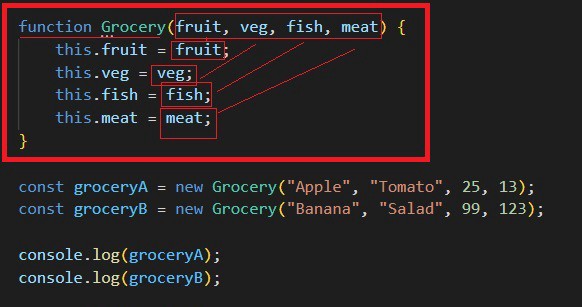 function Grocery(fruit, veg, fish, meat) {
    this.fruit = fruit;
    this.veg = veg;
    this.fish = fish;
    this.meat = meat;
}
const groceryA = new Grocery("Apple", "Tomato", 25, 13);
const groceryB = new Grocery("Banana", "Salad", 99, 123);
console.log(groceryA);
console.log(groceryB);